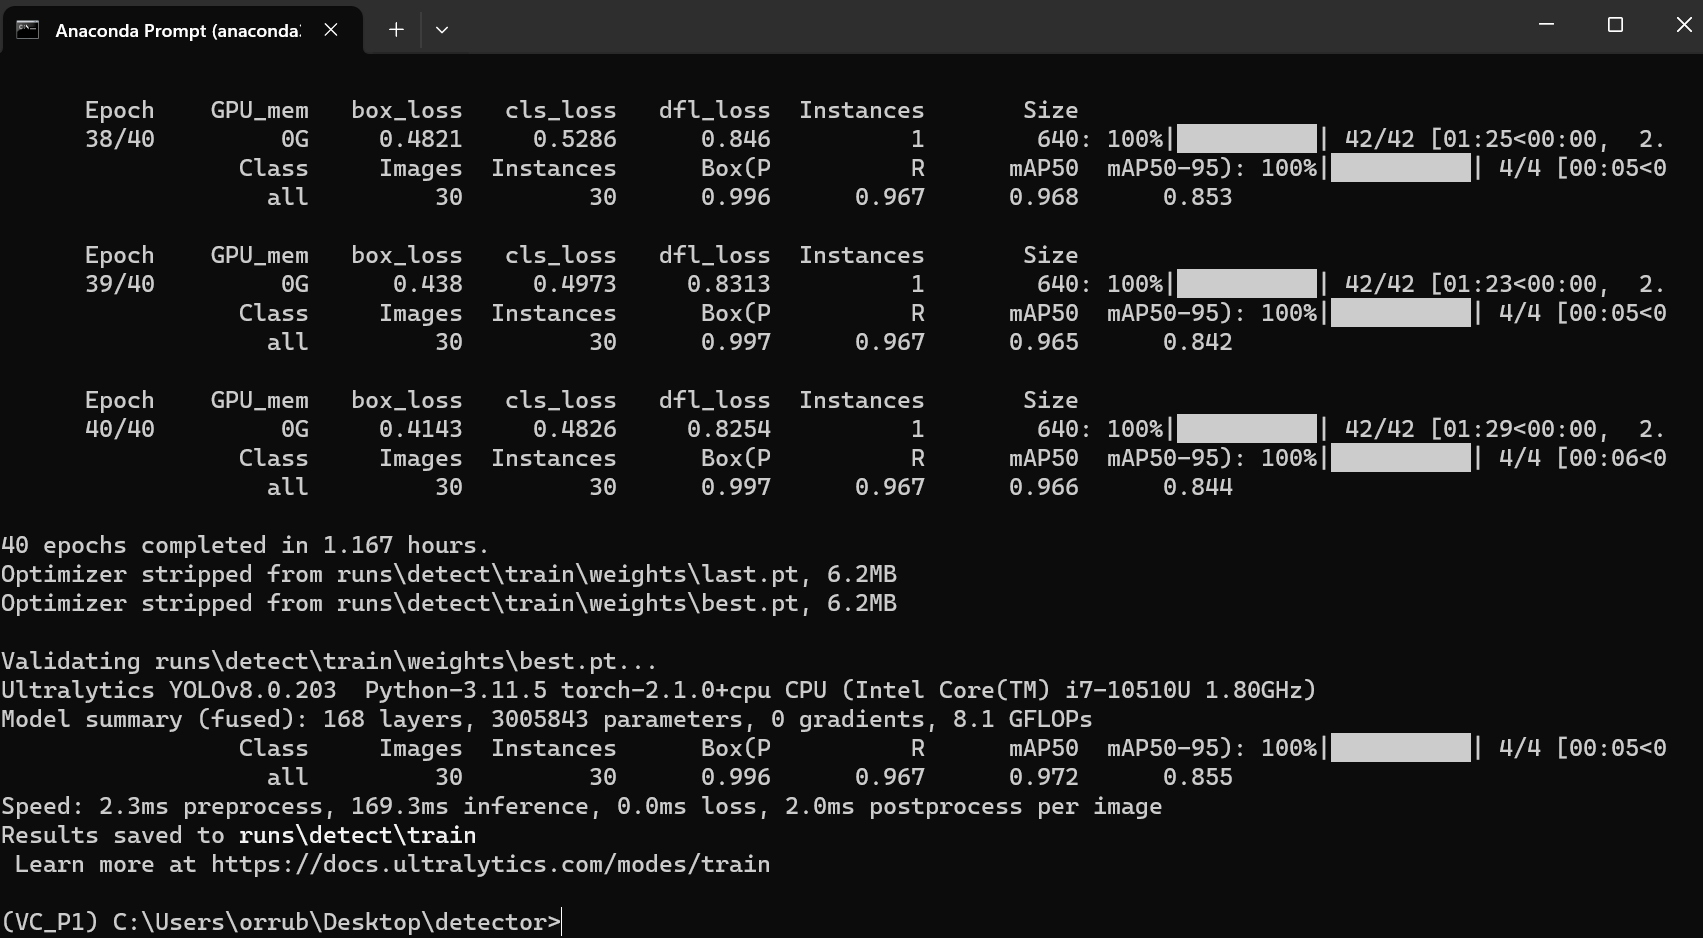 Anaconda Prompt (anaconda
Epoch GPU_mem box_loss cls_loss dfl_loss Instances Size
38/40 0G 0.4821 0.5286 0.846 1 640: 100%|██████████| 42/42 [01:25<00:00, 2.
Class Images Instances Box(P R mAP50 mAP50-95): 100%|██████████| 4/4 [00:05<0
all 30 30 0.996 0.967 0.968 0.853
Epoch GPU_mem box_loss cls_loss dfl_loss Instances Size
39/40 0G 0.438 0.4973 0.8313 1 640: 100%|██████████| 42/42 [01:23<00:00, 2.
Class Images Instances Box(P R mAP50 mAP50-95): 100%|██████████| 4/4 [00:05<0
all 30 30 0.997 0.967 0.965 0.842
Epoch GPU_mem box_loss cls_loss dfl_loss Instances Size
40/40 0G 0.4143 0.4826 0.8254 1 640: 100%|██████████| 42/42 [01:29<00:00, 2.
Class Images Instances Box(P R mAP50 mAP50-95): 100%|██████████| 4/4 [00:06<0
all 30 30 0.997 0.967 0.966 0.844
40 epochs completed in 1.167 hours.
Optimizer stripped from runs\detect\train\weights\last.pt, 6.2MB
Optimizer stripped from runs\detect\train\weights\best.pt, 6.2MB
Validating runs\detect\train\weights\best.pt...
Ultralytics YOLOv8.0.203 Python-3.11.5 torch-2.1.0+cpu CPU (Intel Core(TM) i7-10510U 1.80GHz)
Model summary (fused): 168 layers, 3005843 parameters, 0 gradients, 8.1 GFLOPs
Class Images Instances Box(P R mAP50 mAP50-95): 100%|██████████| 4/4 [00:05<0
all 30 30 0.996 0.967 0.972 0.855
Speed: 2.3ms preprocess, 169.3ms inference, 0.0ms loss, 2.0ms postprocess per image
Results saved to runs\detect\train
Learn more at https://docs.ultralytics.com/modes/train
(VC_P1) C:\Users\orrub\Desktop\detector>